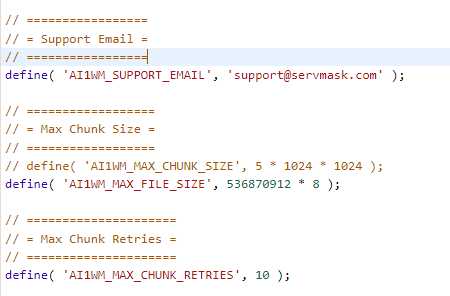 // =================
// = Support Email =
// =================
define( 'AI1WM_SUPPORT_EMAIL', 'support@servmask.com' );
// ==================
// = Max Chunk Size =
// ==================
// define( 'AI1WM_MAX_CHUNK_SIZE', 5 * 1024 * 1024 );
define( 'AI1WM_MAX_FILE_SIZE', 536870912 * 8 );
// =====================
// = Max Chunk Retries =
// =====================
define( 'AI1WM_MAX_CHUNK_RETRIES', 10 );